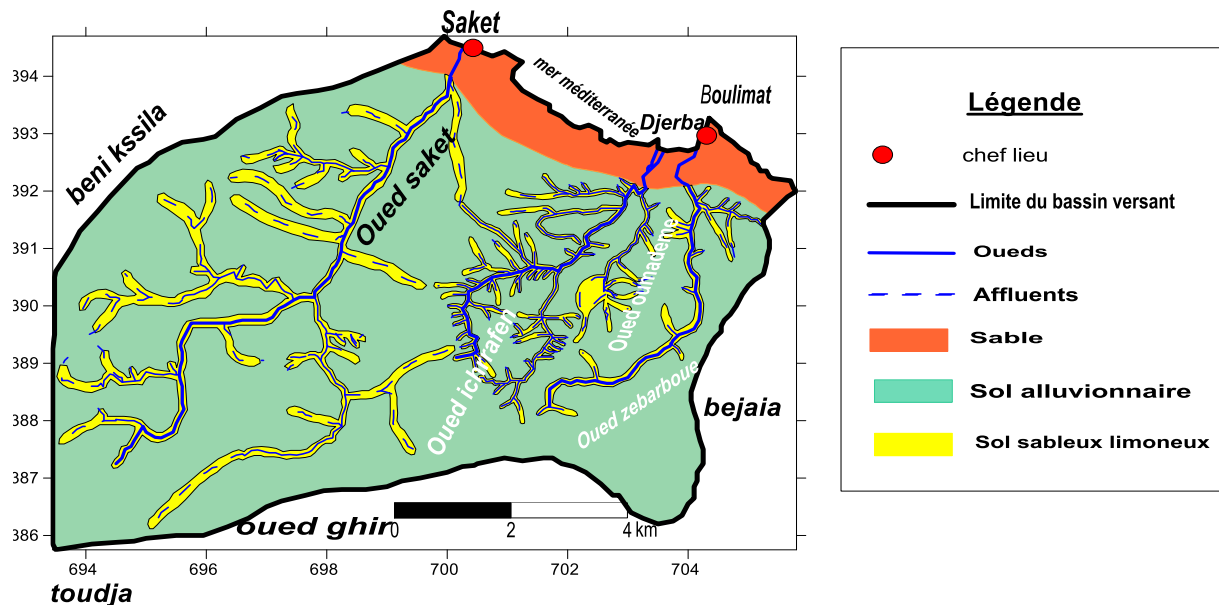 Saket
mer méditerranée
Boulimat
Djerba
beni kssila
Oued saket
Oued oumademe
Oued ichrrafen
Oued zebarboue
bejaia
oued ghir
toudja
0 2 4 km
394
393
392
391
390
389
388
387
386
694 696 698 700 702 704
Légende
chef lieu
Limite du bassin versant
Oueds
Affluents
Sable
Sol alluvionnaire
Sol sableux limoneux